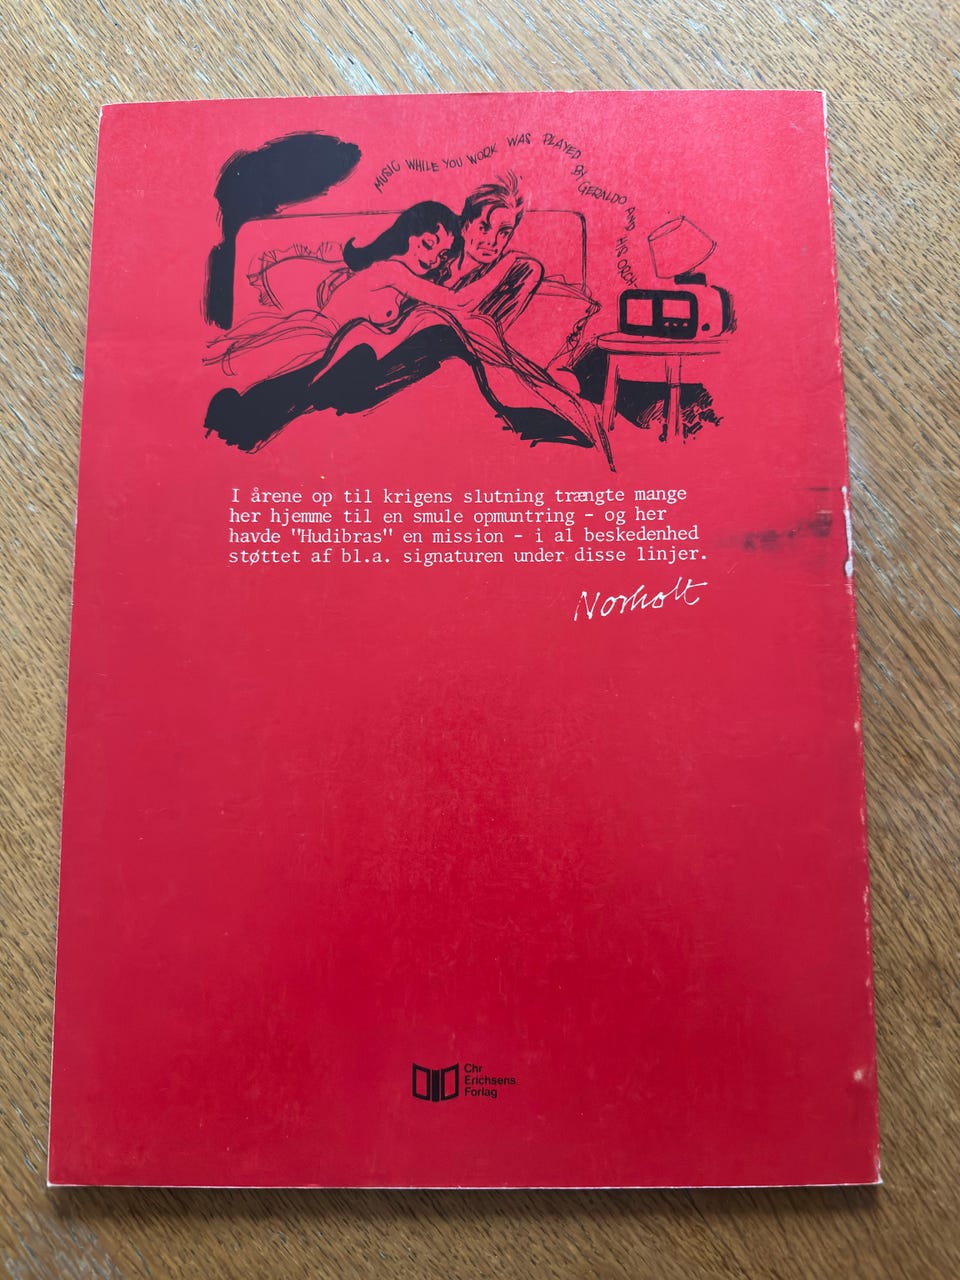 MUSIC WHILE YOU WORK WAS PLAYED BY GERALDO AND HIS ORCH.
I årene op til krigens slutning trængte mange
her hjemme til en smule opmuntring - og her
havde "Hudibras" en mission - i al beskedenhed
støttet af bl.a. signaturen under disse linjer.
Norholt
Chr
Erichsens
Forlag